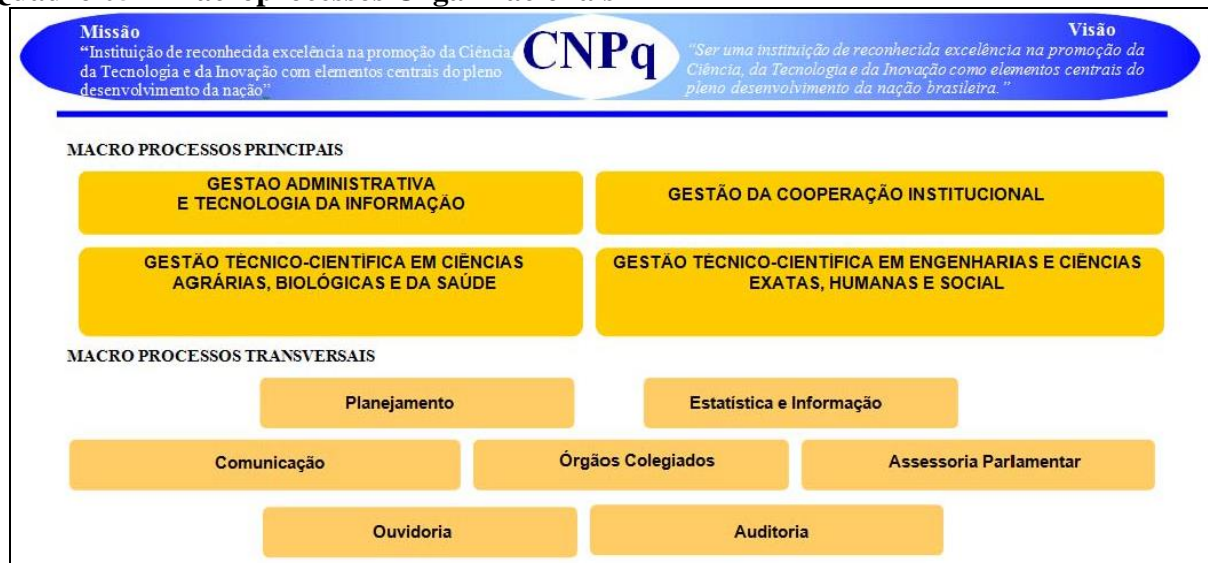 Missão
“Instituição de reconhecida excelência na promoção da Ciência,
da Tecnologia e da Inovação com elementos centrais do pleno
desenvolvimento da nação”
CNPq
Visão
"Ser uma instituição de reconhecida excelência na promoção da
Ciência, da Tecnologia e da Inovação como elementos centrais do
pleno desenvolvimento da nação brasileira."
MACRO PROCESSOS PRINCIPAIS
GESTAO ADMINISTRATIVA
E TECNOLOGIA DA INFORMAÇÃO
GESTÃO DA COOPERAÇÃO INSTITUCIONAL
GESTÃO TÉCNICO-CIENTÍFICA EM CIÊNCIAS
AGRÁRIAS, BIOLÓGICAS E DA SAÚDE
GESTÃO TÉCNICO-CIENTÍFICA EM ENGENHARIAS E CIÊNCIAS
EXATAS, HUMANAS E SOCIAL
MACRO PROCESSOS TRANSVERSAIS
Planejamento
Estatística e Informação
Comunicação
Órgãos Colegiados
Assessoria Parlamentar
Ouvidoria
Auditoria